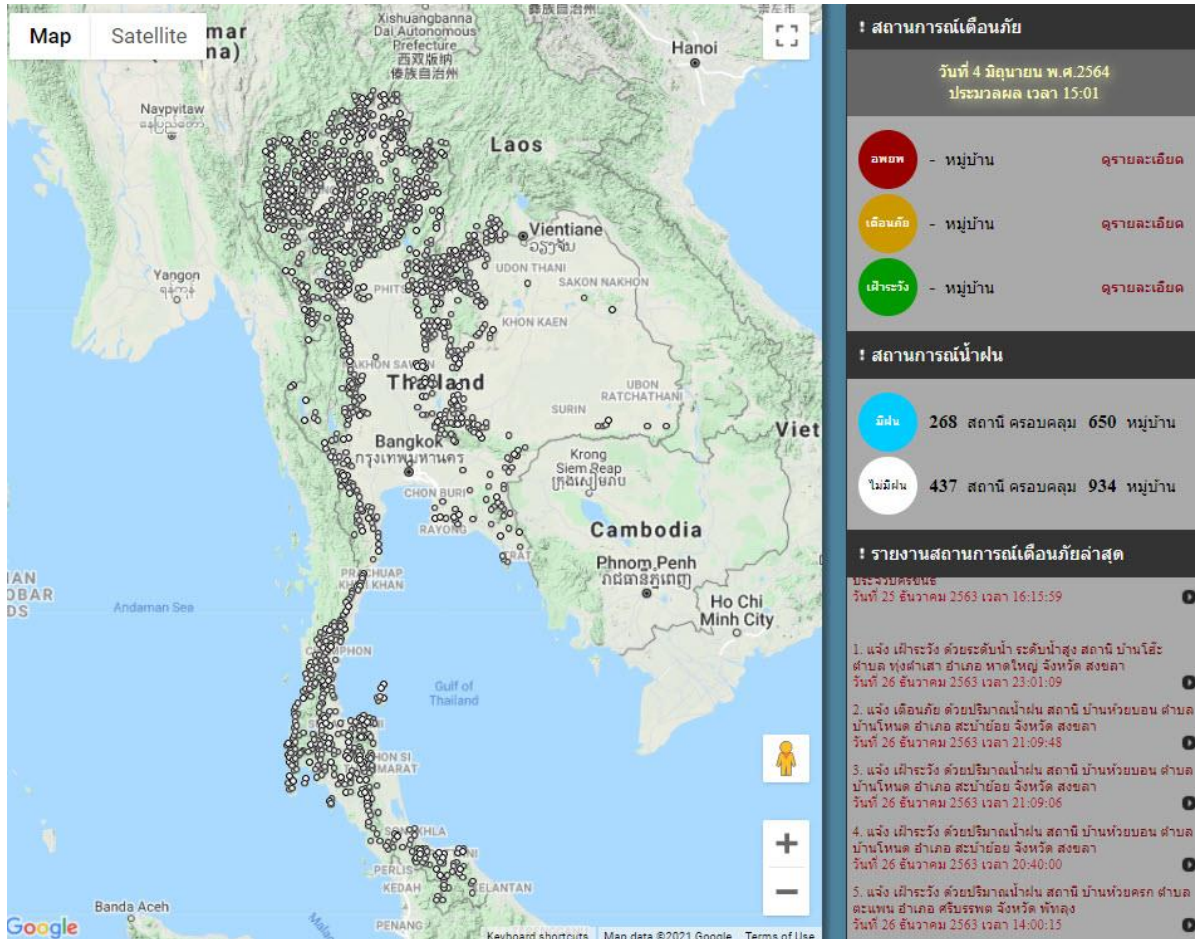 Map
Satellite
Xishuangbanna
Dai Autonomous
Prefecture
西双版纳
傣族自治州
Hanoi
Laos
Vientiane
ວຽງຈັນ
UDON THANI
SAKON NAKHON
KHON KAEN
Yangon
ရန်ကုန်
Thailand
UBON
RATCHATHANI
SURIN
Bangkok
กรุงเทพมหานคร
Krong
Siem Reap
CHON BURI
RAYONG
TRAT
Cambodia
Phnom Penh
រាជធានីភ្នំពេញ
Ho Chi
Minh City
Andaman Sea
Gulf of
Thailand
PERLIS
KEDAH
KELANTAN
PENANG
Banda Aceh
Google
Keyboard shortcuts
Map data ©2021 Google
Terms of Use
! สถานการณ์เตือนภัย
วันที่ 4 มิถุนายน พ.ศ.2564
ประมวลผล เวลา 15:01
อพยพ - หมู่บ้าน ดูรายละเอียด
เตือนภัย - หมู่บ้าน ดูรายละเอียด
เฝ้าระวัง - หมู่บ้าน ดูรายละเอียด
! สถานการณ์น้ำฝน
มีฝน 268 สถานี ครอบคลุม 650 หมู่บ้าน
ไม่มีฝน 437 สถานี ครอบคลุม 934 หมู่บ้าน
! รายงานสถานการณ์เตือนภัยล่าสุด
วันที่ 25 ธันวาคม 2563 เวลา 16:15:59
1. แจ้ง เฝ้าระวัง ด้วยระดับน้ำ ระดับน้ำสูง สถานี บ้านโฮ๊ะ
ตำบล ทุ่งตำเสา อำเภอ หาดใหญ่ จังหวัด สงขลา
วันที่ 26 ธันวาคม 2563 เวลา 23:01:09
2. แจ้ง เตือนภัย ด้วยปริมาณน้ำฝน สถานี บ้านห้วยบอน ตำบล
บ้านโหนด อำเภอ สะบ้าย้อย จังหวัด สงขลา
วันที่ 26 ธันวาคม 2563 เวลา 21:09:48
3. แจ้ง เฝ้าระวัง ด้วยปริมาณน้ำฝน สถานี บ้านห้วยบอน ตำบล
บ้านโหนด อำเภอ สะบ้าย้อย จังหวัด สงขลา
วันที่ 26 ธันวาคม 2563 เวลา 21:09:06
4. แจ้ง เฝ้าระวัง ด้วยปริมาณน้ำฝน สถานี บ้านห้วยบอน ตำบล
บ้านโหนด อำเภอ สะบ้าย้อย จังหวัด สงขลา
วันที่ 26 ธันวาคม 2563 เวลา 20:40:00
5. แจ้ง เฝ้าระวัง ด้วยปริมาณน้ำฝน สถานี บ้านห้วยครก ตำบล
ตะแพน อำเภอ ศรีบรรพต จังหวัด พัทลุง
วันที่ 26 ธันวาคม 2563 เวลา 14:00:15